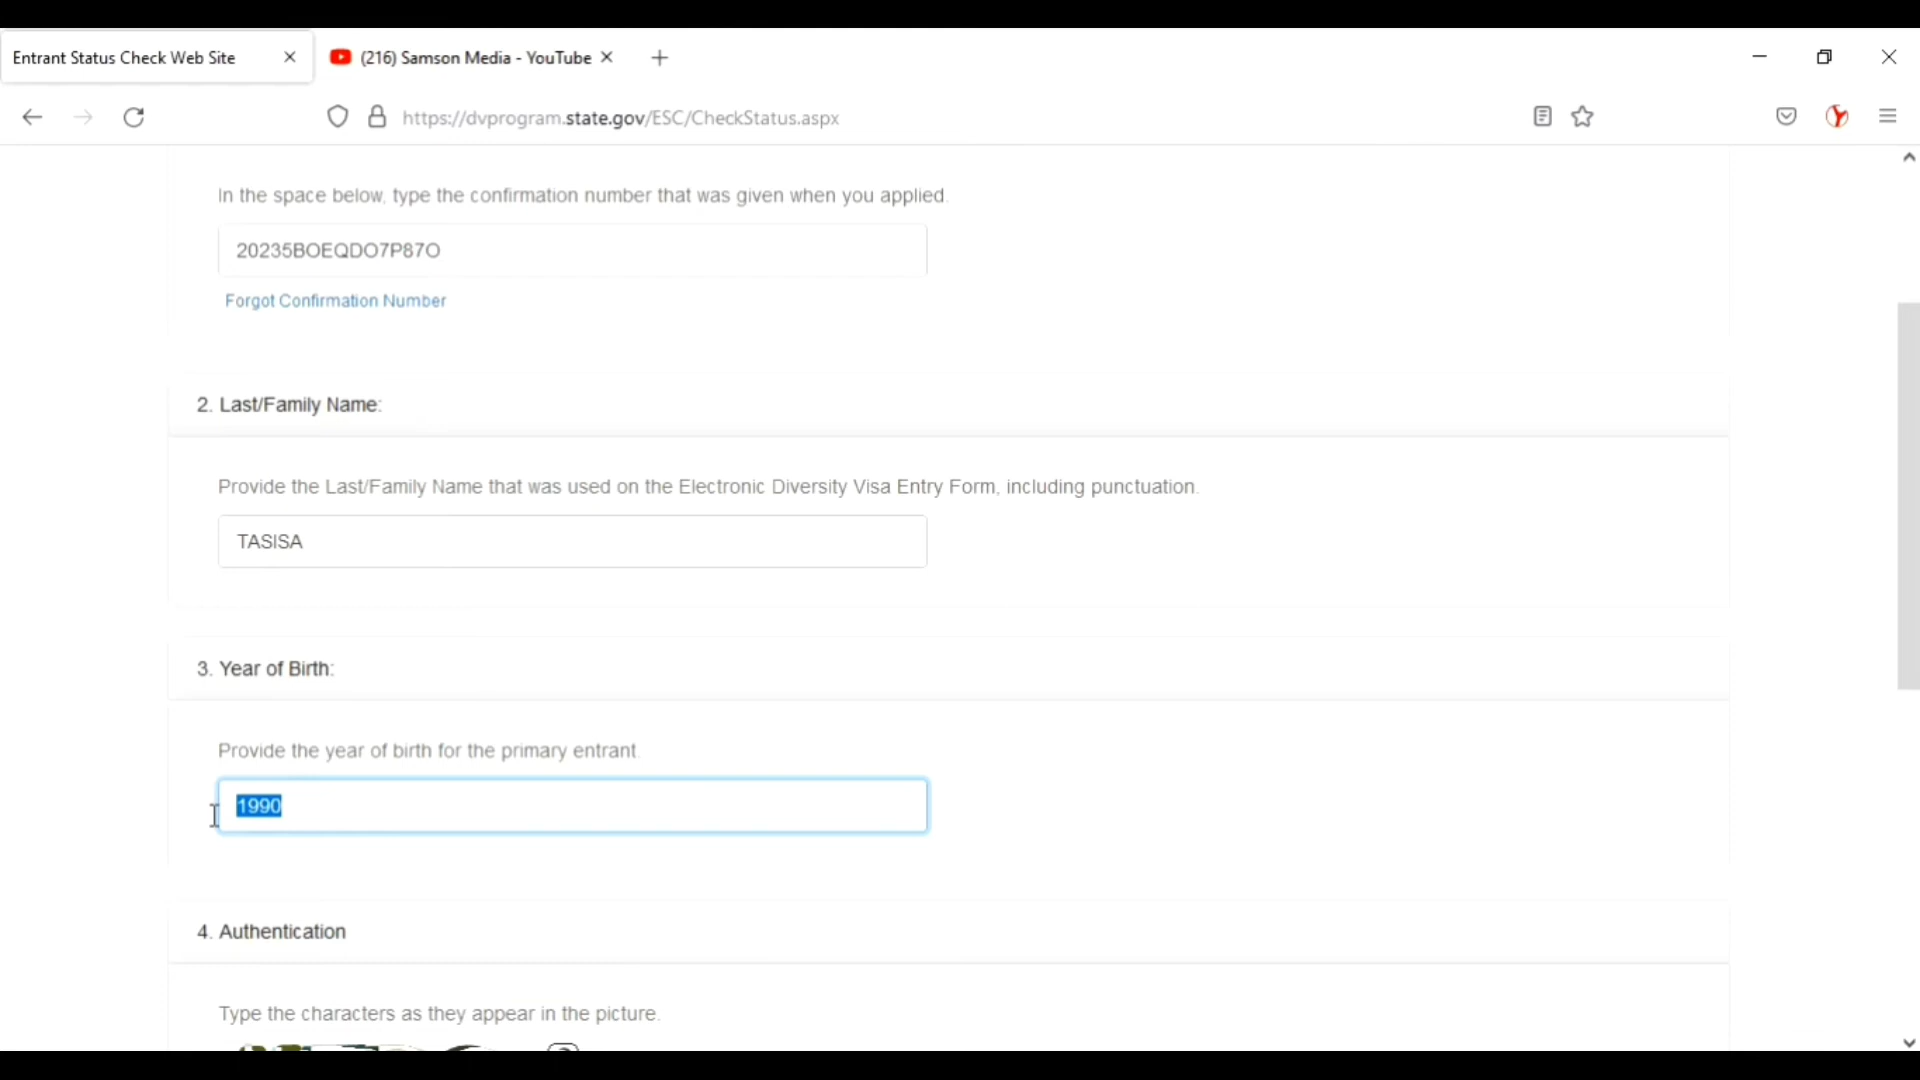 Entrant Status Check Web Site
(216) Samson Media - YouTube
https://dvprogram.state.gov/ESC/CheckStatus.aspx
In the space below, type the confirmation number that was given when you applied.
20235BOEQDO7P87O
Forgot Confirmation Number
2. Last/Family Name:
Provide the Last/Family Name that was used on the Electronic Diversity Visa Entry Form, including punctuation.
TASISA
3. Year of Birth:
Provide the year of birth for the primary entrant.
1990
4. Authentication
Type the characters as they appear in the picture.